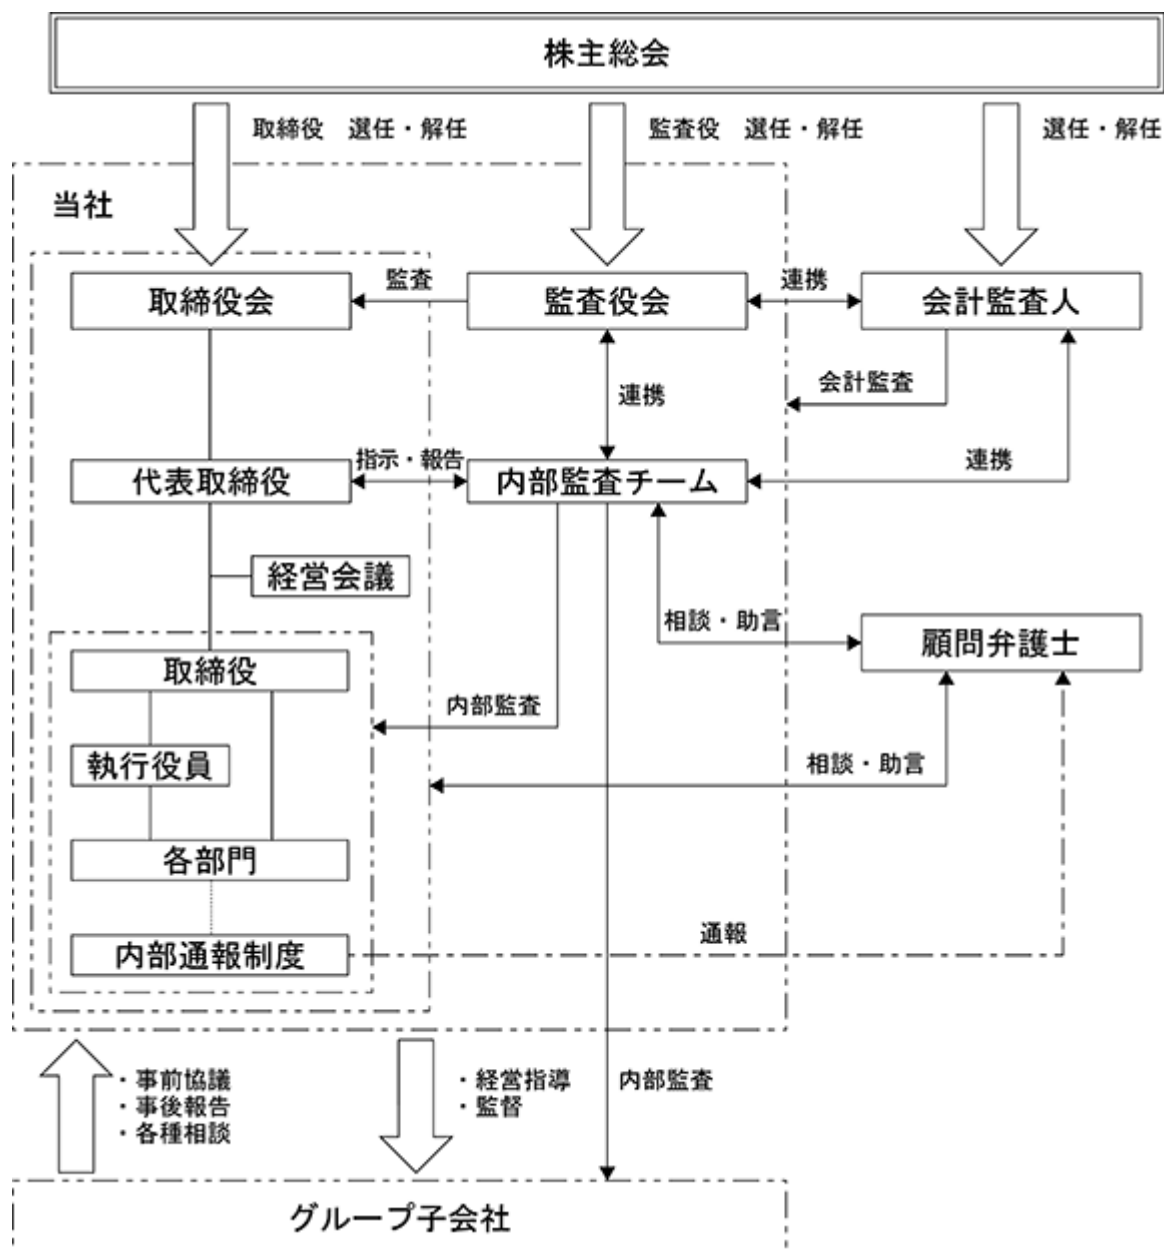 株主総会
取締役 選任・解任
監査役 選任・解任
選任・解任
当社
取締役会
監査
監査役会
連携
会計監査人
会計監査
連携
代表取締役
指示・報告
内部監査チーム
連携
経営会議
相談・助言
顧問弁護士
取締役
内部監査
執行役員
相談・助言
各部門
通報
内部通報制度
・事前協議
・事後報告
・各種相談
・経営指導
・監督
内部監査
グループ子会社